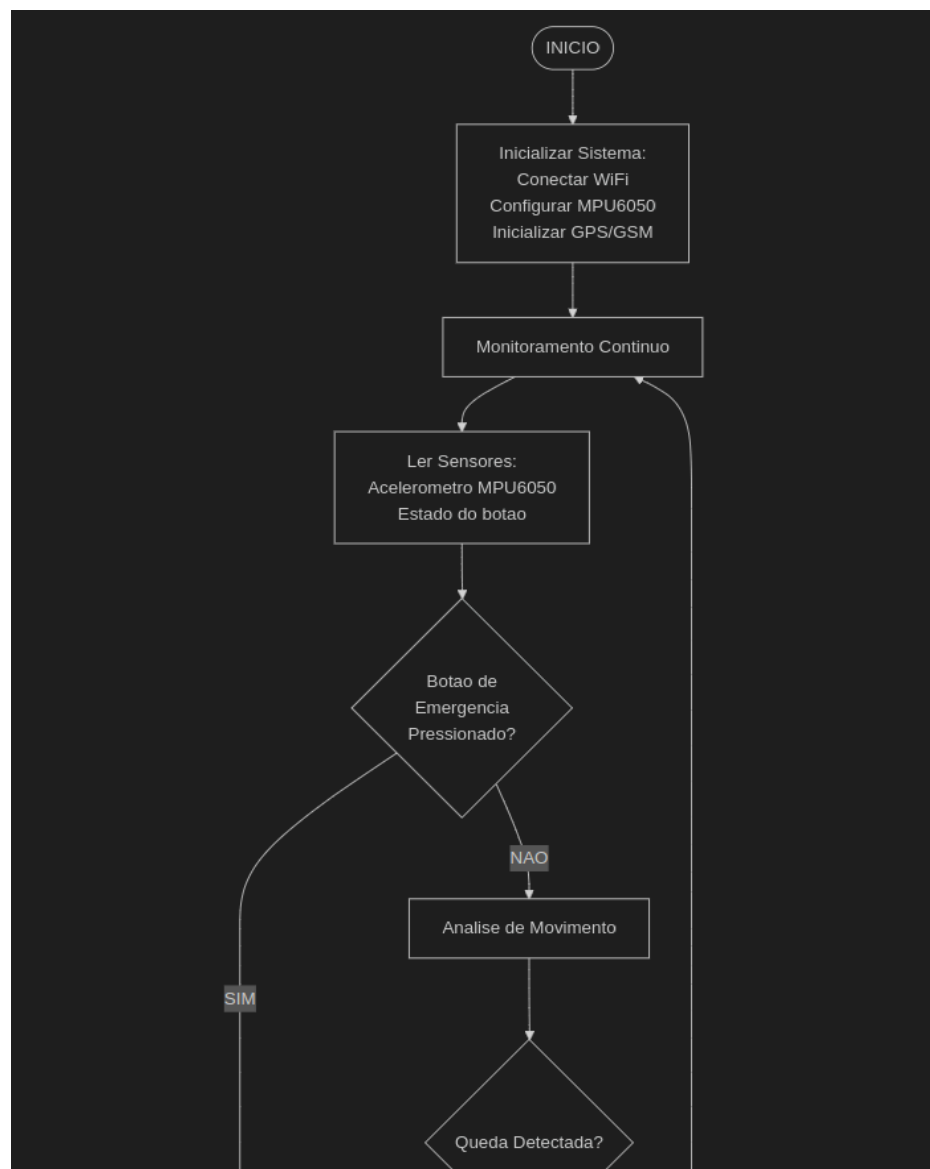 INICIO
Inicializar Sistema:
Conectar WiFi
Configurar MPU6050
Inicializar GPS/GSM
Monitoramento Continuo
Ler Sensores:
Acelerometro MPU6050
Estado do botao
Botao de
Emergencia
Pressionado?
NAO
Analise de Movimento
SIM
Queda Detectada?